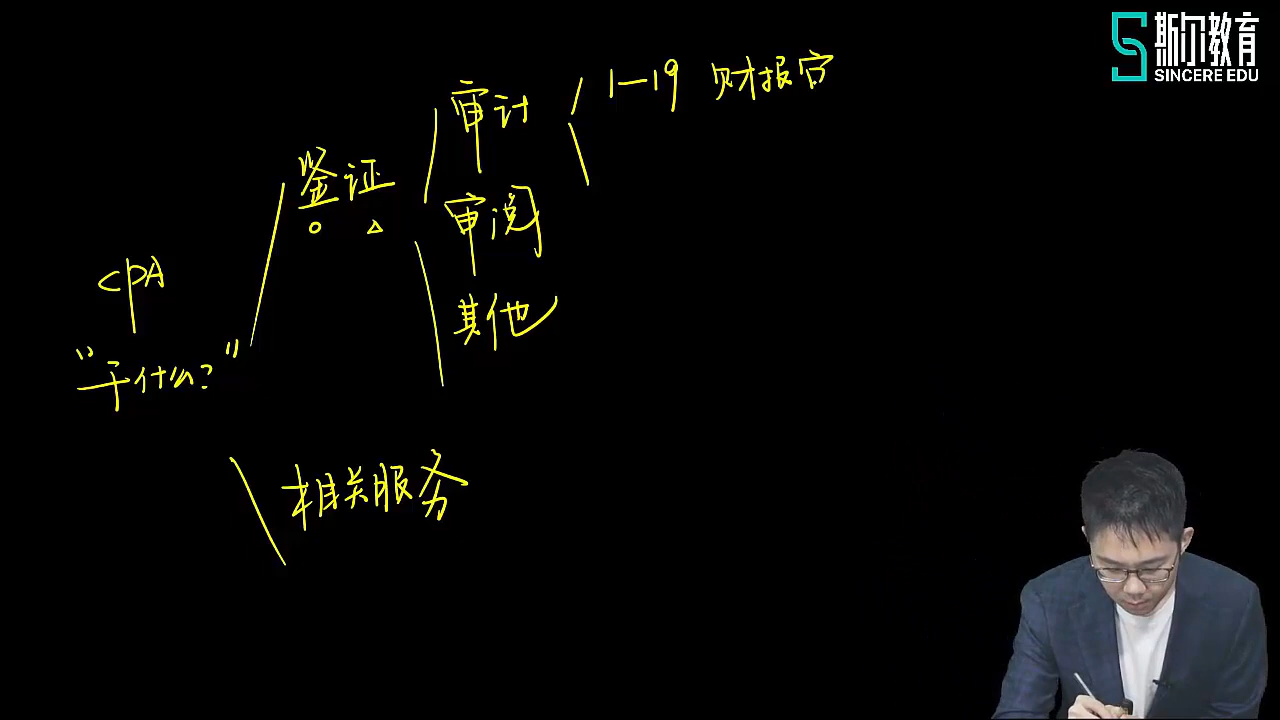 斯尔教育
SINCERE EDU
审计
1—19 财报审
鉴证
审阅
CPA
其他
"干什么?"
相关服务